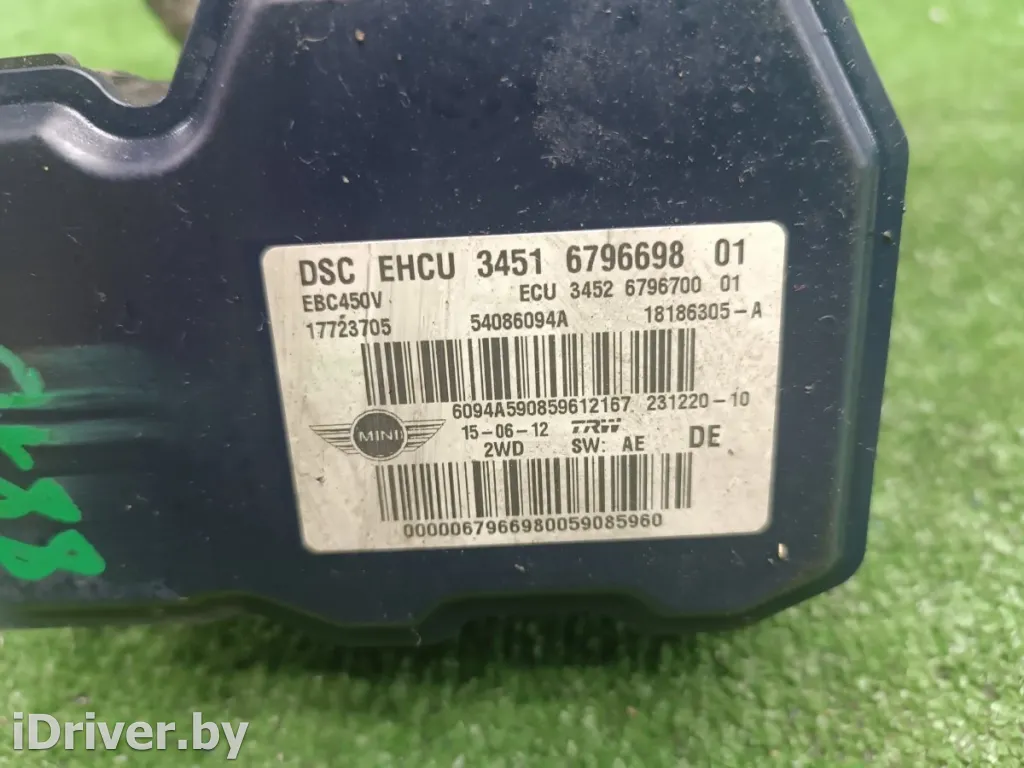 DSC EHCU 3451 6796698 01
EBC450V ECU 3452 6796700 01
17723705 54086094A 18186305-A
6094A590859612167 231220-10
MINI 15-06-12 TRW DE
2WD SW: AE
0000067966980059085960
iDriver.by